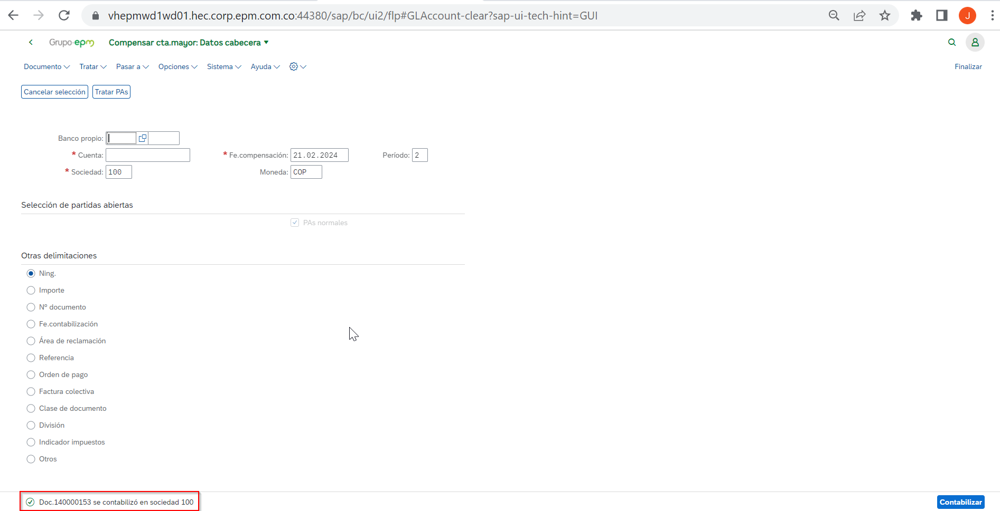 vhepmwd1wd01.hec.corp.epm.com.co:44380/sap/bc/ui2/flp#GLAccount-clear?sap-ui-tech-hint=GUI
J
Grupo·epm Compensar cta.mayor: Datos cabecera
Documento Tratar Pasar a Opciones Sistema Ayuda Finalizar
Cancelar selección Tratar PAs
Banco propio:
* Cuenta: * Fe.compensación: 21.02.2024 Período: 2
* Sociedad: 100 Moneda: COP
Selección de partidas abiertas
PAs normales
Otras delimitaciones
Ning.
Importe
Nº documento
Fe.contabilización
Área de reclamación
Referencia
Orden de pago
Factura colectiva
Clase de documento
División
Indicador impuestos
Otros
Doc.140000153 se contabilizó en sociedad 100 Contabilizar